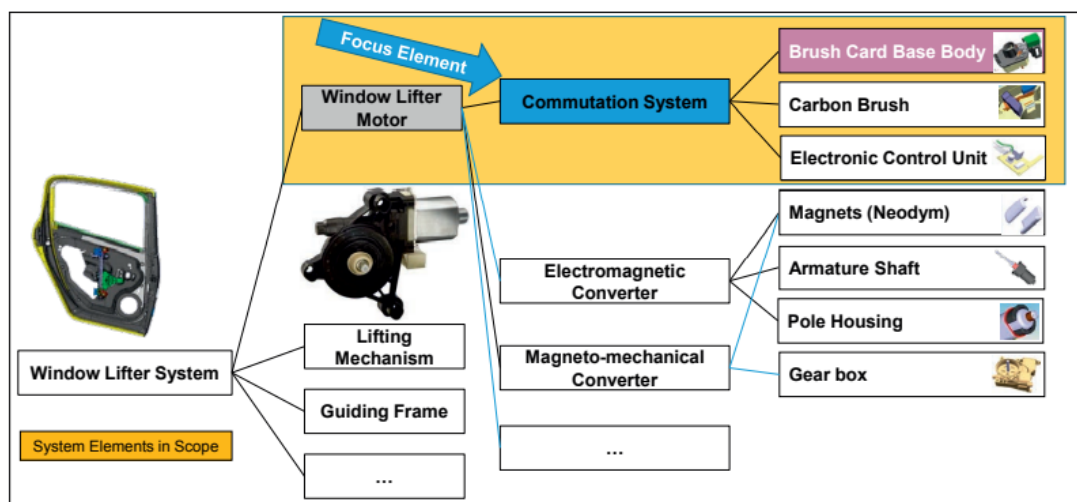 Focus Element
Window Lifter
Motor
Commutation System
Brush Card Base Body
Carbon Brush
Electronic Control Unit
Magnets (Neodym)
Electromagnetic
Converter
Armature Shaft
Pole Housing
Lifting
Mechanism
Magneto-mechanical
Converter
Gear box
Window Lifter System
Guiding Frame
System Elements in Scope
...
...